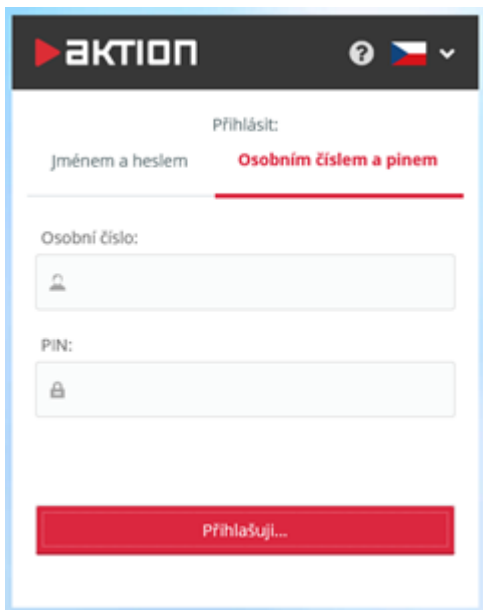 aktion
Přihlásit:
Jménem a heslem Osobním číslem a pinem
Osobní číslo:
PIN:
Přihlašuji...